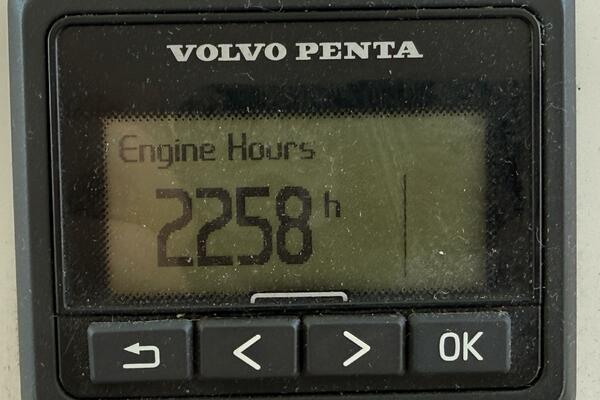 VOLVO PENTA
Engine Hours
2258 h
< > OK